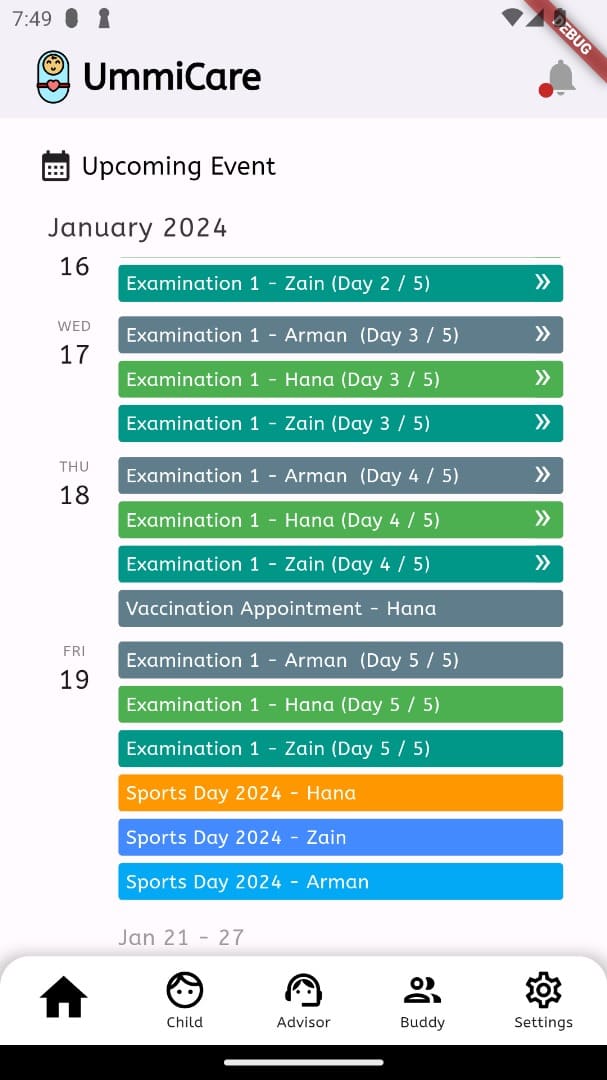 7:49
DEBUG
UmmiCare
Upcoming Event
January 2024
16
Examination 1 - Zain (Day 2 / 5)
WED
17
Examination 1 - Arman  (Day 3 / 5)
Examination 1 - Hana (Day 3 / 5)
Examination 1 - Zain (Day 3 / 5)
THU
18
Examination 1 - Arman  (Day 4 / 5)
Examination 1 - Hana (Day 4 / 5)
Examination 1 - Zain (Day 4 / 5)
Vaccination Appointment - Hana
FRI
19
Examination 1 - Arman  (Day 5 / 5)
Examination 1 - Hana (Day 5 / 5)
Examination 1 - Zain (Day 5 / 5)
Sports Day 2024 - Hana
Sports Day 2024 - Zain
Sports Day 2024 - Arman
Jan 21 - 27
Child Advisor Buddy Settings